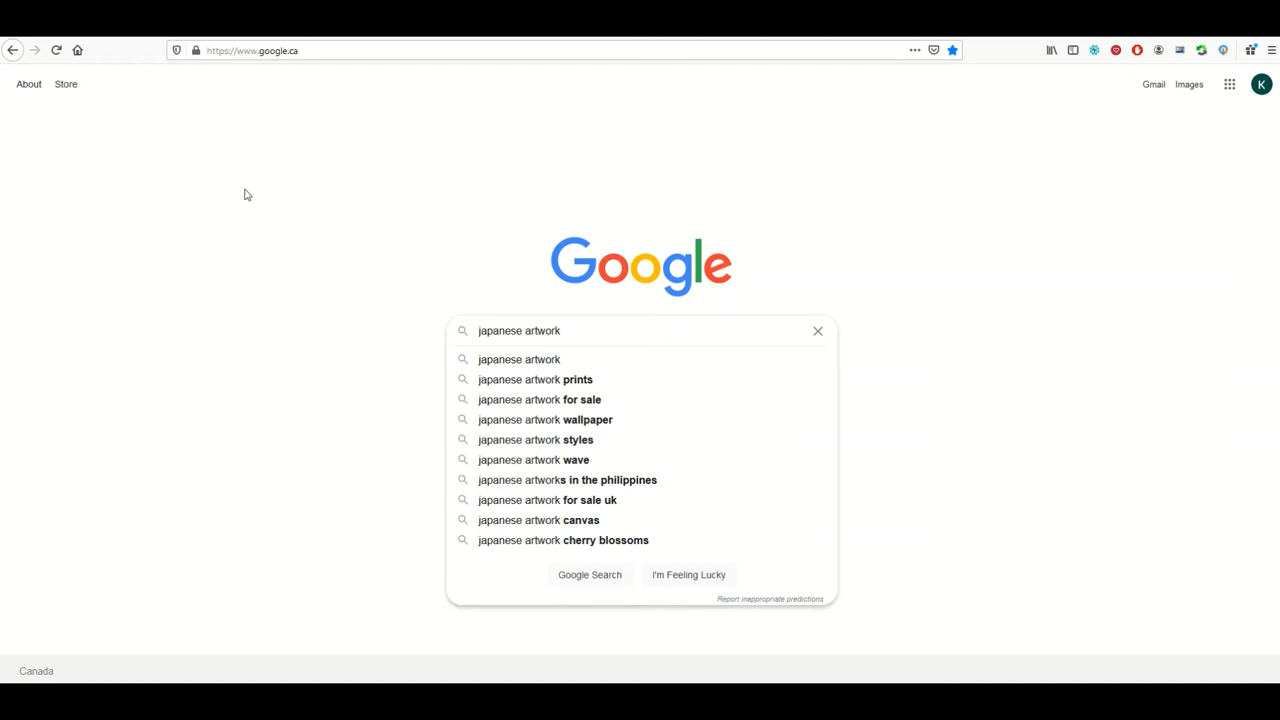 https://www.google.ca
About Store
Gmail Images K
Google
japanese artwork
japanese artwork
japanese artwork prints
japanese artwork for sale
japanese artwork wallpaper
japanese artwork styles
japanese artwork wave
japanese artworks in the philippines
japanese artwork for sale uk
japanese artwork canvas
japanese artwork cherry blossoms
Google Search I'm Feeling Lucky
Report inappropriate predictions
Canada